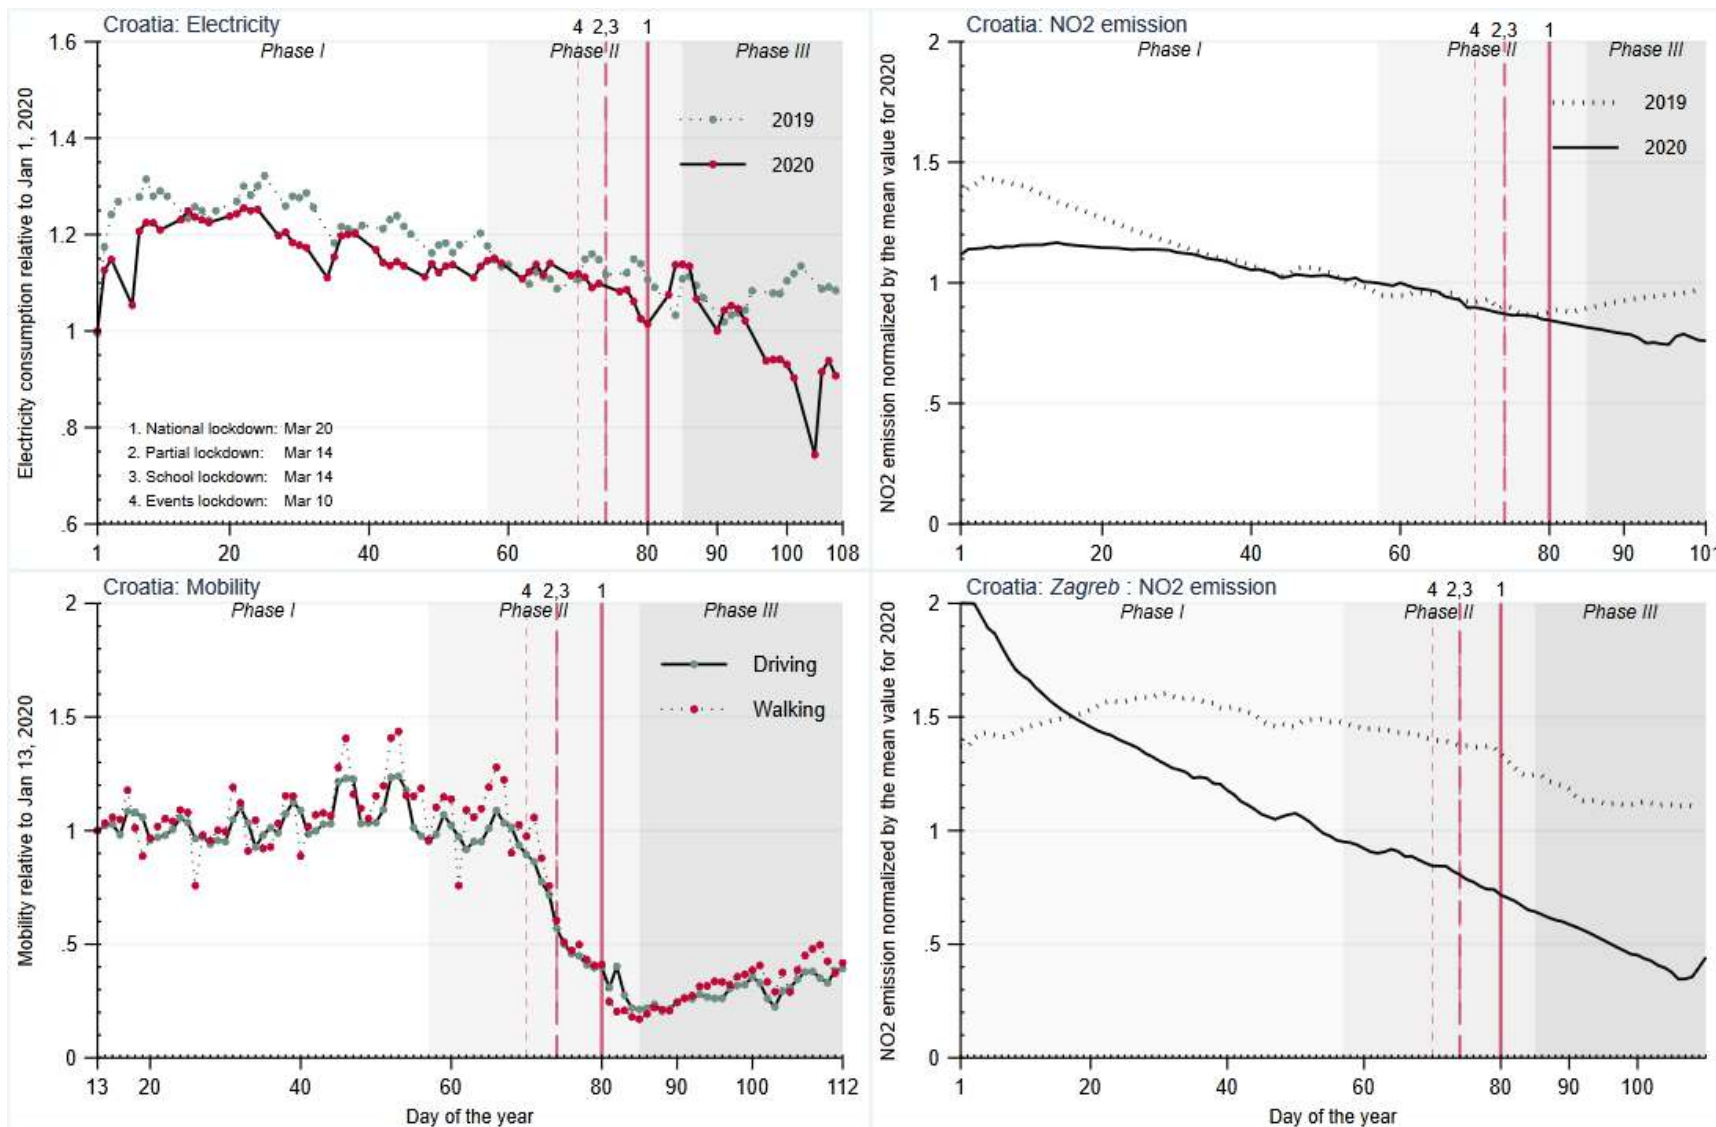 Croatia: Electricity
4 2,3 1
Phase I
Phase II
Phase III
Electricity consumption relative to Jan 1, 2020
1.6
1.4
1.2
1
.8
.6
2019
2020
1. National lockdown: Mar 20
2. Partial lockdown: Mar 14
3. School lockdown: Mar 14
4. Events lockdown: Mar 10
1 20 40 60 80 90 100 108
Croatia: NO2 emission
4 2,3 1
Phase I
Phase II
Phase III
NO2 emission normalized by the mean value for 2020
2
1.5
1
.5
0
2019
2020
1 20 40 60 80 90 101
Croatia: Mobility
4 2,3 1
Phase I
Phase II
Phase III
Mobility relative to Jan 13, 2020
2
1.5
1
.5
0
Driving
Walking
13 20 40 60 80 90 100 112
Day of the year
Croatia: Zagreb : NO2 emission
4 2,3 1
Phase I
Phase II
Phase III
NO2 emission normalized by the mean value for 2020
2
1.5
1
.5
0
1 20 40 60 80 90 100
Day of the year